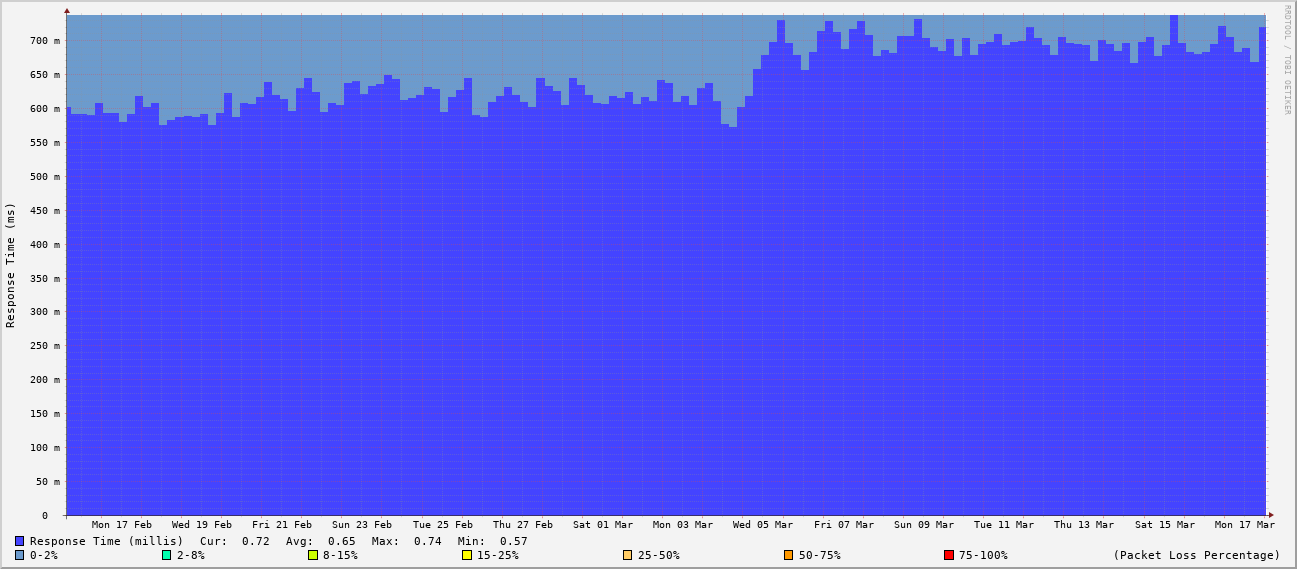 RRDTOOL / TOBI OETIKER
Response Time (ms)
700 m
650 m
600 m
550 m
500 m
450 m
400 m
350 m
300 m
250 m
200 m
150 m
100 m
50 m
0
Mon 17 Feb Wed 19 Feb Fri 21 Feb Sun 23 Feb Tue 25 Feb Thu 27 Feb Sat 01 Mar Mon 03 Mar Wed 05 Mar Fri 07 Mar Sun 09 Mar Tue 11 Mar Thu 13 Mar Sat 15 Mar Mon 17 Mar
Response Time (millis) Cur: 0.72 Avg: 0.65 Max: 0.74 Min: 0.57
0-2% 2-8% 8-15% 15-25% 25-50% 50-75% 75-100% (Packet Loss Percentage)